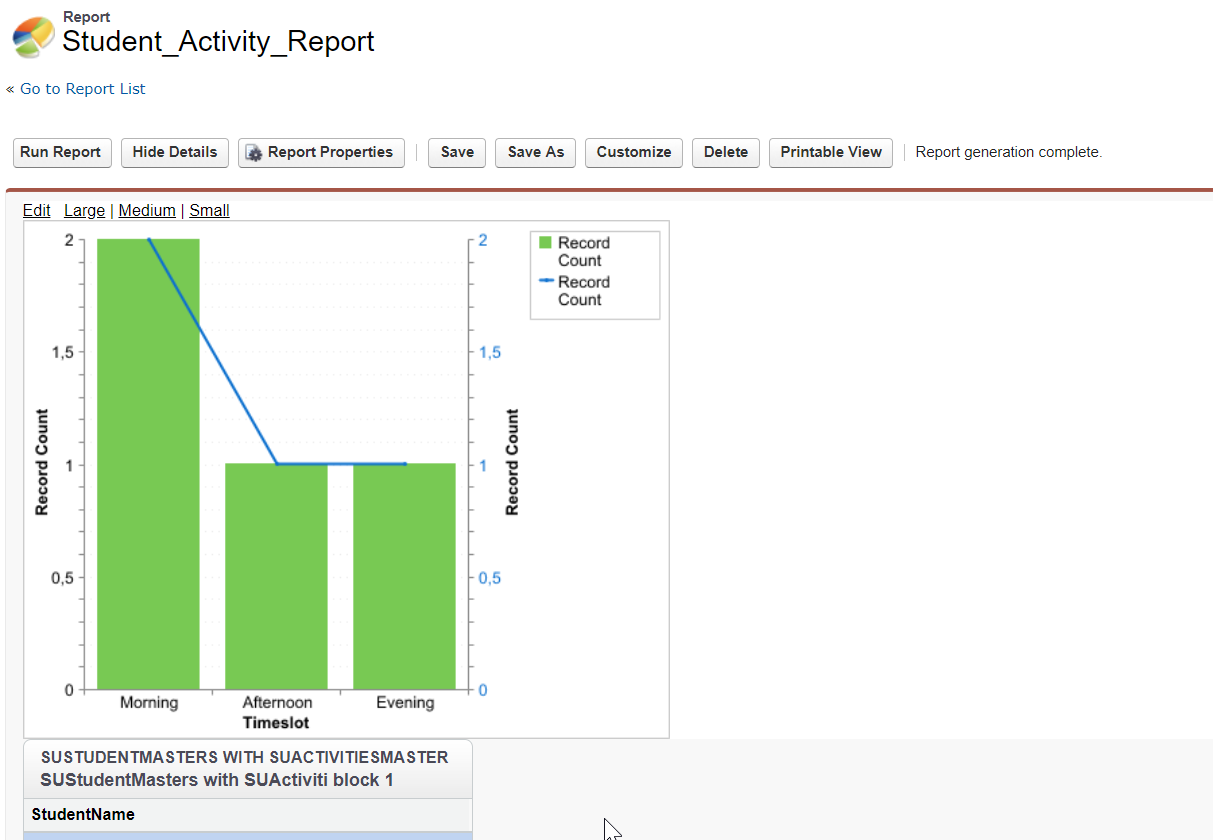 Report
Student_Activity_Report
« Go to Report List
Run Report Hide Details Report Properties Save Save As Customize Delete Printable View Report generation complete.
Edit Large | Medium | Small
2
1,5
1
0,5
0
Record Count
2
1,5
1
0,5
0
Record Count
Record
Count
Record
Count
Morning Afternoon Evening
Timeslot
SUSTUDENTMASTERS WITH SUACTIVITIESMASTER
SUStudentMasters with SUActiviti block 1
StudentName